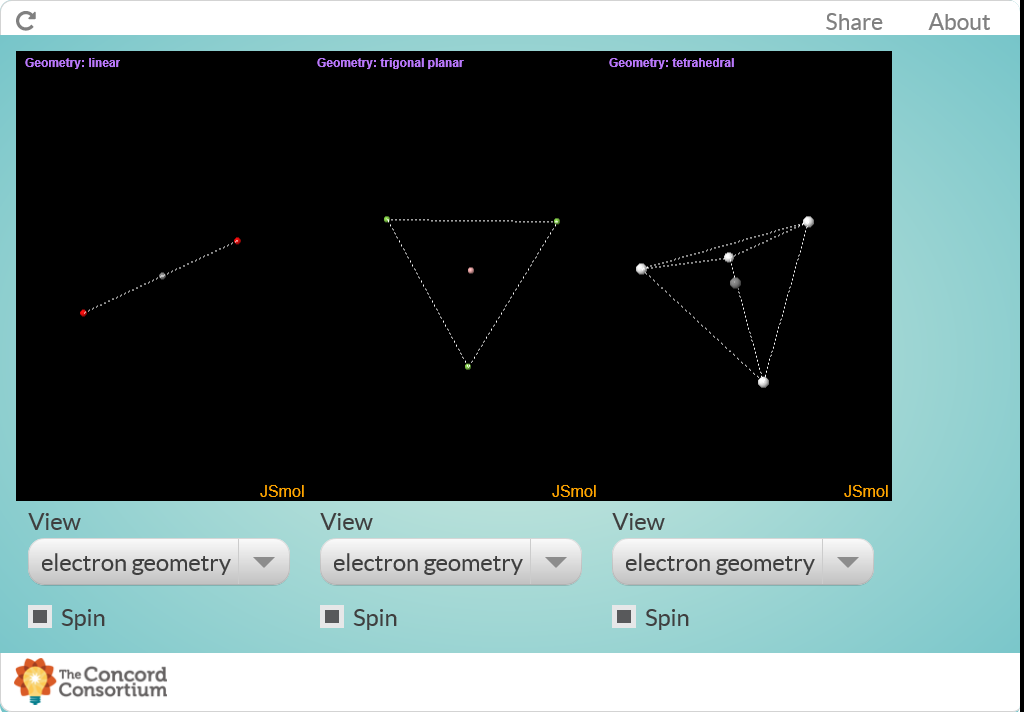 Share About
Geometry: linear Geometry: trigonal planar Geometry: tetrahedral
JSmol JSmol JSmol
View View View
electron geometry electron geometry electron geometry
Spin Spin Spin
The Concord
Consortium